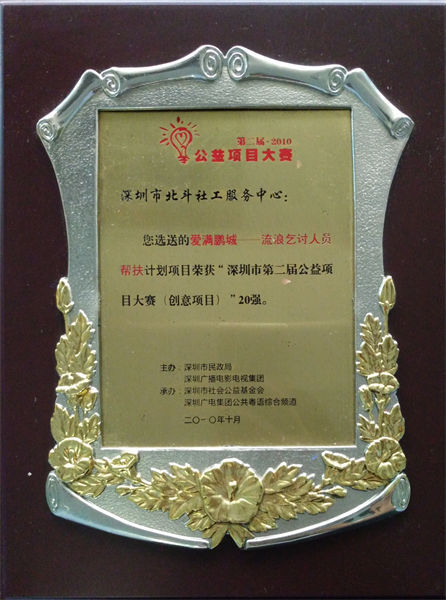 第二届·2010
公益项目大赛
深圳市北斗社工服务中心：
您选送的爱满鹏城——流浪乞讨人员
帮扶计划项目荣获“深圳市第二届公益项
目大赛（创意项目）”20强。
主办：深圳市民政局
深圳广播电影电视集团
承办：深圳市社会公益基金会
深圳广电集团公共粤语综合频道
二〇一〇年十月